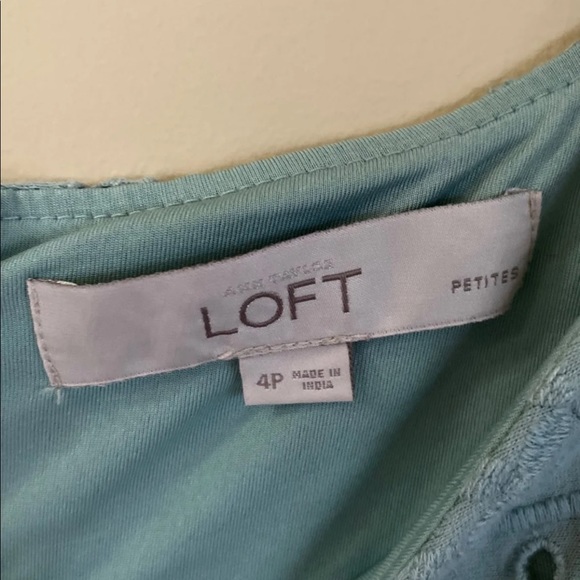 ANN TAYLOR
LOFT
PETITES
4P MADE IN
INDIA